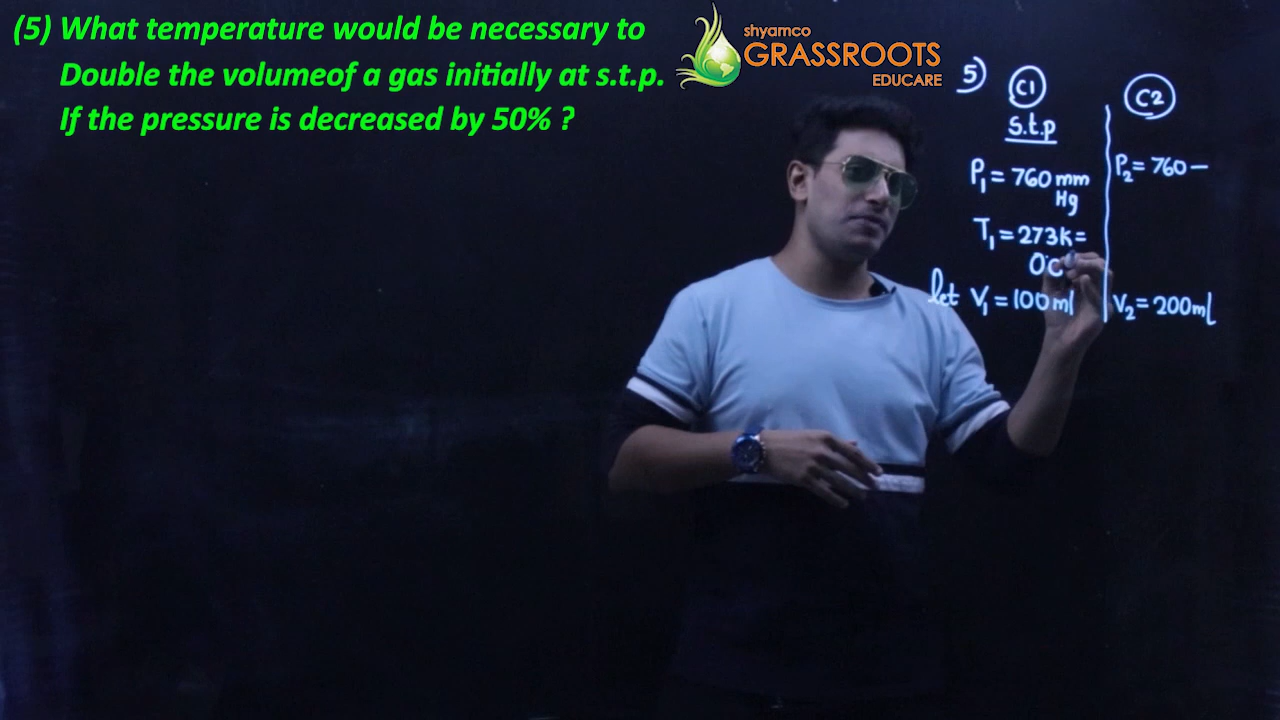 (5) What temperature would be necessary to
Double the volumeof a gas initially at s.t.p.
If the pressure is decreased by 50% ?
shyamco
GRASSROOTS
EDUCARE
5)
C1
C2
s.t.p
P₁ = 760 mm
Hg
P₂ = 760 —
T₁ = 273K =
0°C
let V₁ = 100 ml
V₂ = 200ml